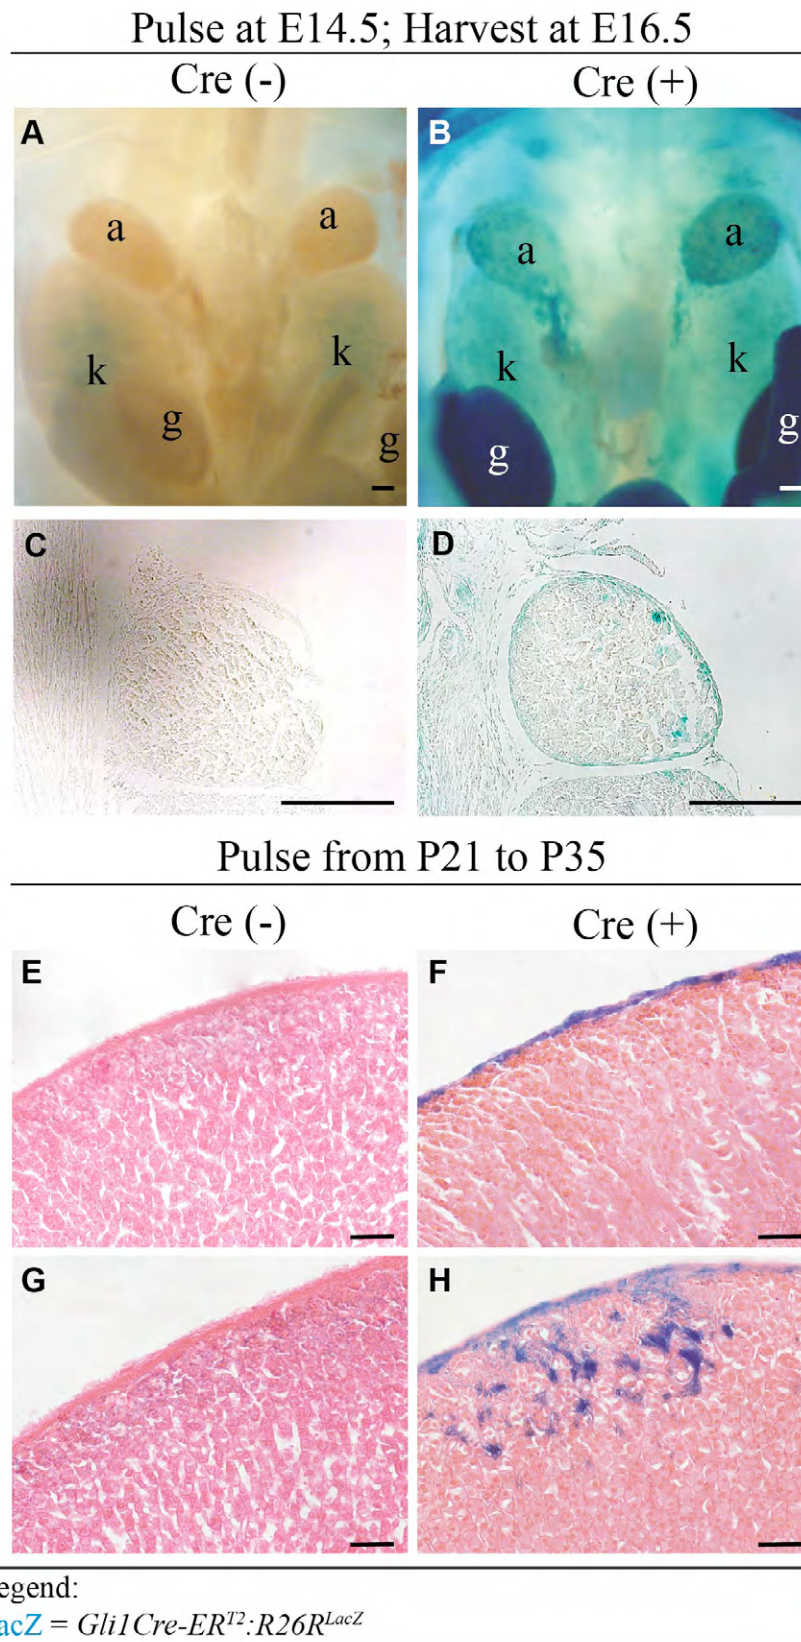 Pulse at E14.5; Harvest at E16.5
Cre (-) Cre (+)
A B
a a a a
k k k k
g g g g
C D
Pulse from P21 to P35
Cre (-) Cre (+)
E F
G H
egend:
acZ = Gli1Cre-ER^T2:R26R^LacZ